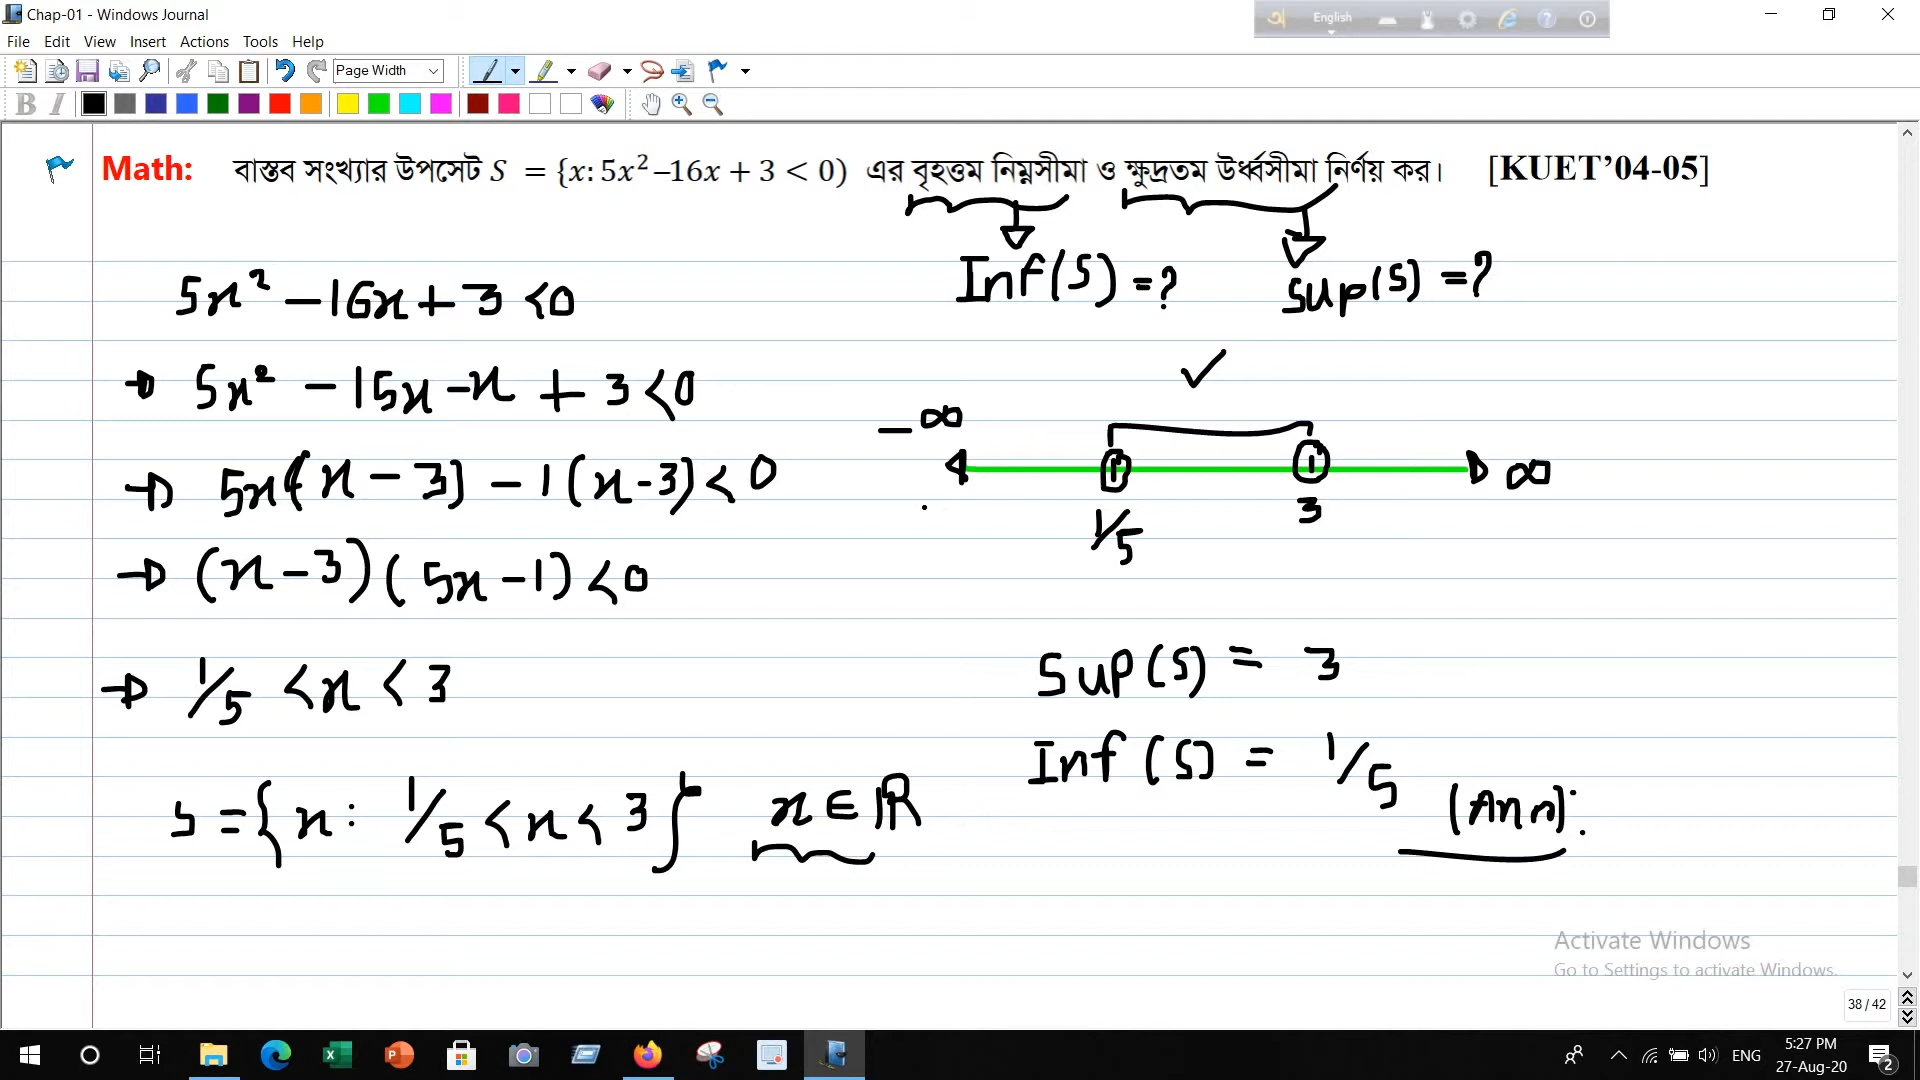 Chap-01 - Windows Journal
English
File Edit View Insert Actions Tools Help
Page Width
B I
Math: বাস্তব সংখ্যার উপসেট S = {x: 5x² – 16x + 3 < 0) এর বৃহত্তম নিম্নসীমা ও ক্ষুদ্রতম উর্ধ্বসীমা নির্ণয় কর। [KUET’04-05]
Inf(S) = ? Sup(S) = ?
5x² - 16x + 3 < 0
→ 5x² - 15x - x + 3 < 0
-∞ ∞
1/5 3
→ 5x(x - 3) - 1(x-3) < 0
→ (x-3)(5x-1) < 0
→ 1/5 < x < 3
Sup(S) = 3
Inf(S) = 1/5
S = {x: 1/5 < x < 3} x ∈ ℝ
Activate Windows
Go to Settings to activate Windows.
38 / 42
ENG
5:27 PM
27-Aug-20
2